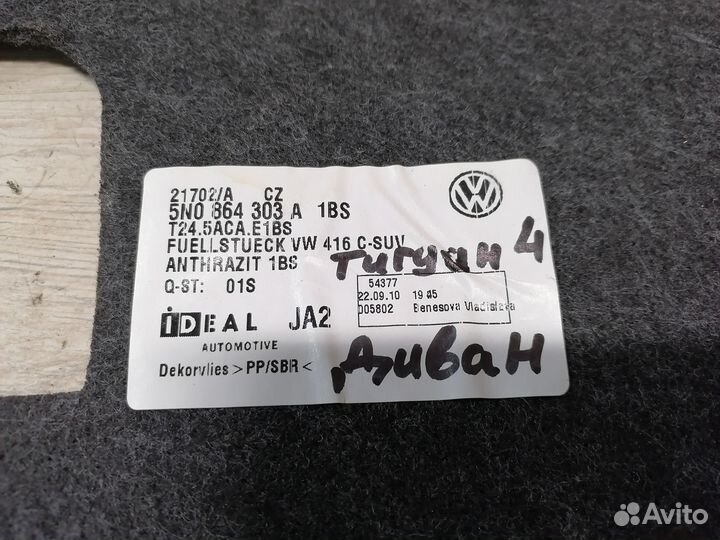 21702/A CZ
5N0 864 303 A 1BS
T24.5ACA.E1BS
FUELLSTUECK VW 416 C-SUV
ANTHRAZIT 1BS
Тигуан 4
Q-ST: 01S
54377
22.09.10 19:45
D05802 Benesova Vladislava
iDEAL JA2
AUTOMOTIVE
Диван
Dekorvlies >PP/SBR<
Avito